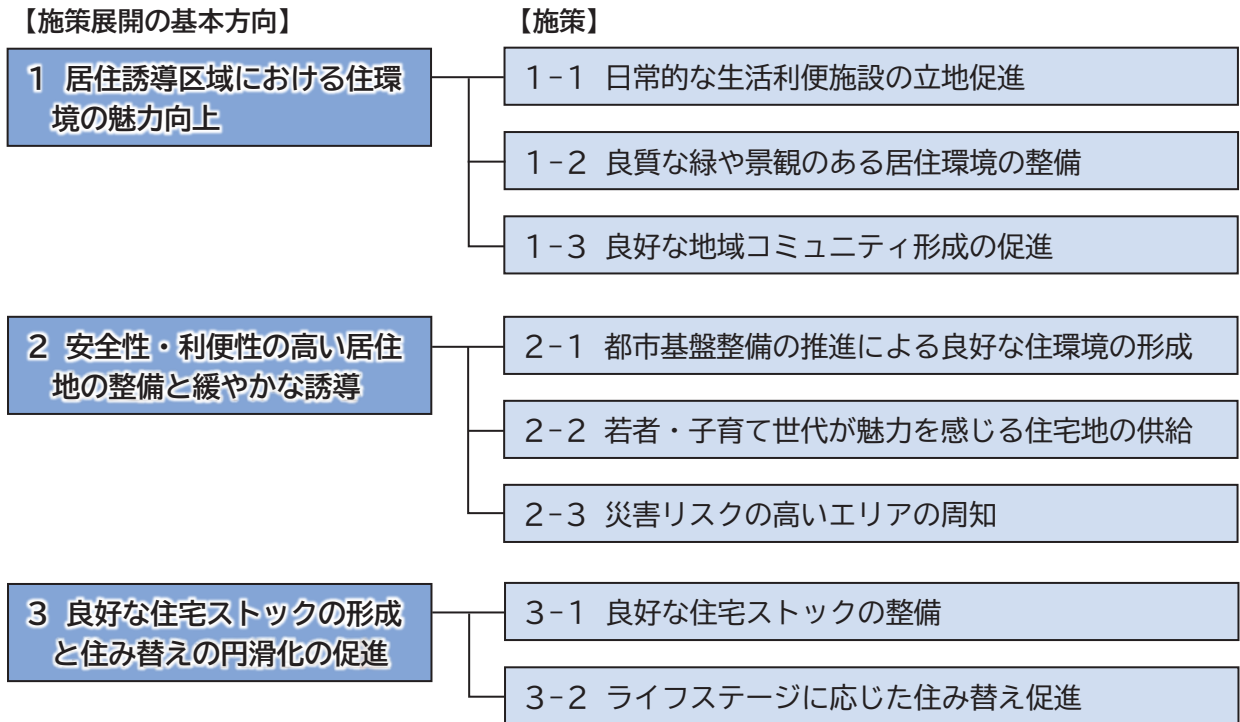 【施策展開の基本方向】
【施策】
1 居住誘導区域における住環
境の魅力向上
1-1 日常的な生活利便施設の立地促進
1-2 良質な緑や景観のある居住環境の整備
1-3 良好な地域コミュニティ形成の促進
2 安全性・利便性の高い居住
地の整備と緩やかな誘導
2-1 都市基盤整備の推進による良好な住環境の形成
2-2 若者・子育て世代が魅力を感じる住宅地の供給
2-3 災害リスクの高いエリアの周知
3 良好な住宅ストックの形成
と住み替えの円滑化の促進
3-1 良好な住宅ストックの整備
3-2 ライフステージに応じた住み替え促進